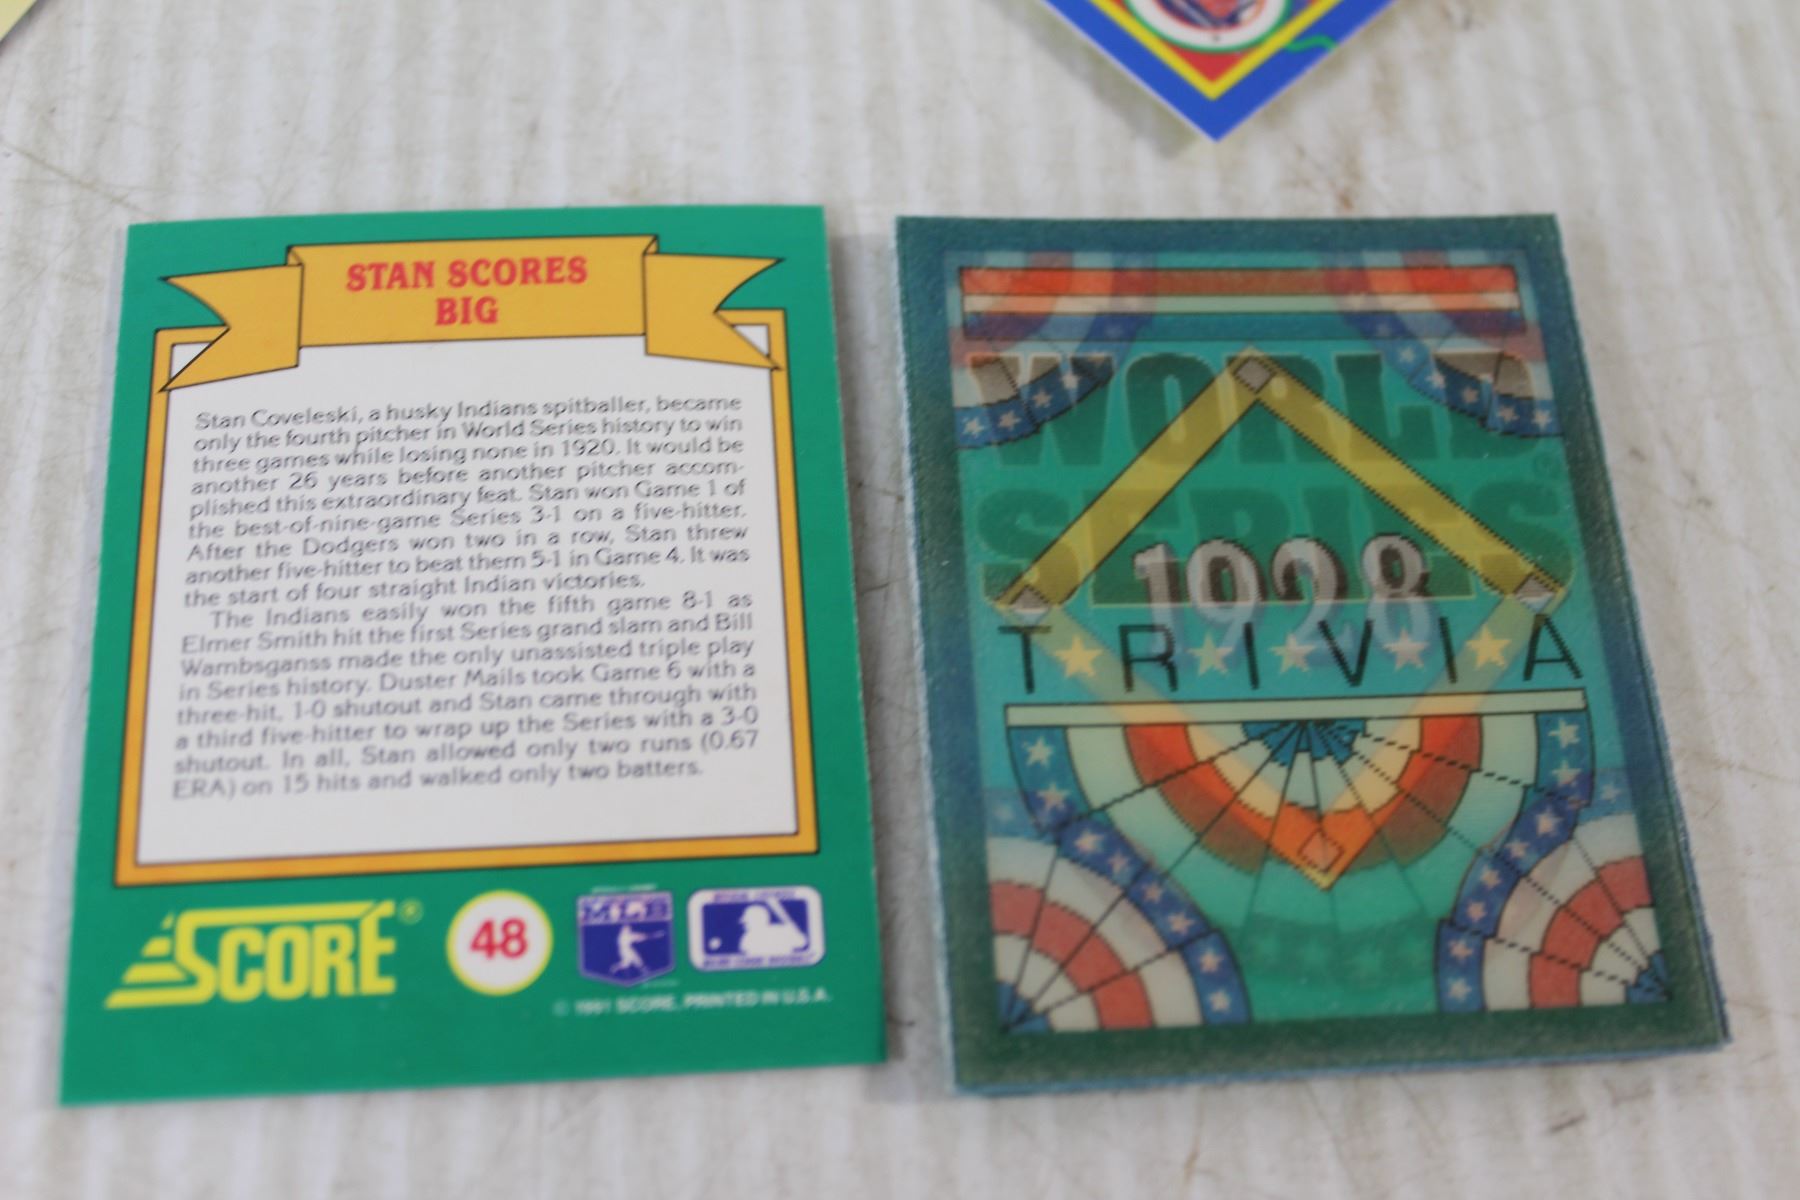 STAN SCORES
BIG
Stan Coveleski, a husky Indians spitballer, became
only the fourth pitcher in World Series history to win
three games while losing none in 1920. It would be
another 26 years before another pitcher accom-
plished this extraordinary feat. Stan won Game 1 of
the best-of-nine-game Series 3-1 on a five-hitter.
After the Dodgers won two in a row, Stan threw
another five-hitter to beat them 5-1 in Game 4. It was
the start of four straight Indian victories.
The Indians easily won the fifth game 8-1 as
Elmer Smith hit the first Series grand slam and Bill
Wambsganss made the only unassisted triple play
in Series history. Duster Mails took Game 6 with a
three-hit, 1-0 shutout and Stan came through with
a third five-hitter to wrap up the Series with a 3-0
shutout. In all, Stan allowed only two runs (0.67
ERA) on 15 hits and walked only two batters.
SCORE®
48
MLB
© 1991 SCORE, PRINTED IN U.S.A.
WORLD
SERIES
1928
TRIVIA